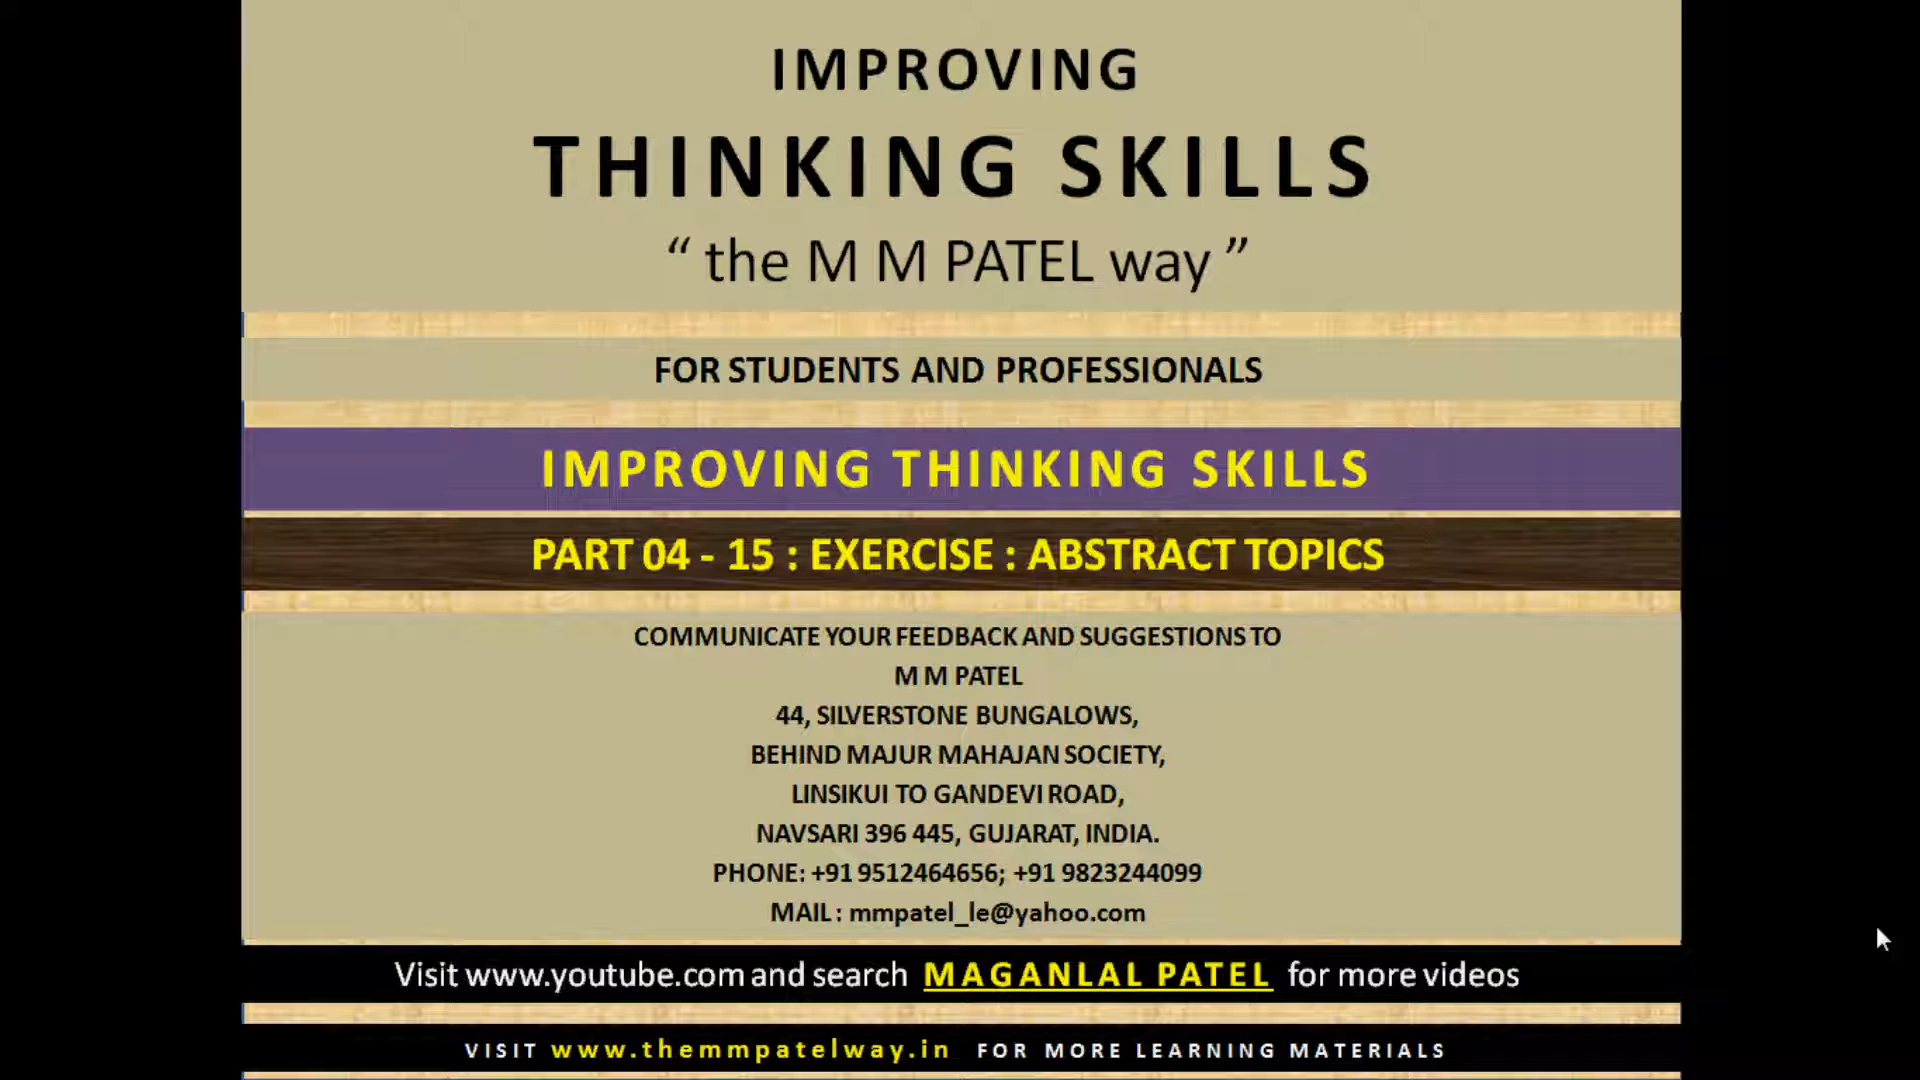 IMPROVING
THINKING SKILLS
“ the M M PATEL way ”
FOR STUDENTS AND PROFESSIONALS
IMPROVING THINKING SKILLS
PART 04 - 15 : EXERCISE : ABSTRACT TOPICS
COMMUNICATE YOUR FEEDBACK AND SUGGESTIONS TO
M M PATEL
44, SILVERSTONE BUNGALOWS,
BEHIND MAJUR MAHAJAN SOCIETY,
LINSIKUI TO GANDEVI ROAD,
NAVSARI 396 445, GUJARAT, INDIA.
PHONE: +91 9512464656; +91 9823244099
MAIL : mmpatel_le@yahoo.com
Visit www.youtube.com and search MAGANLAL PATEL for more videos
VISIT www.themmpatelway.in FOR MORE LEARNING MATERIALS